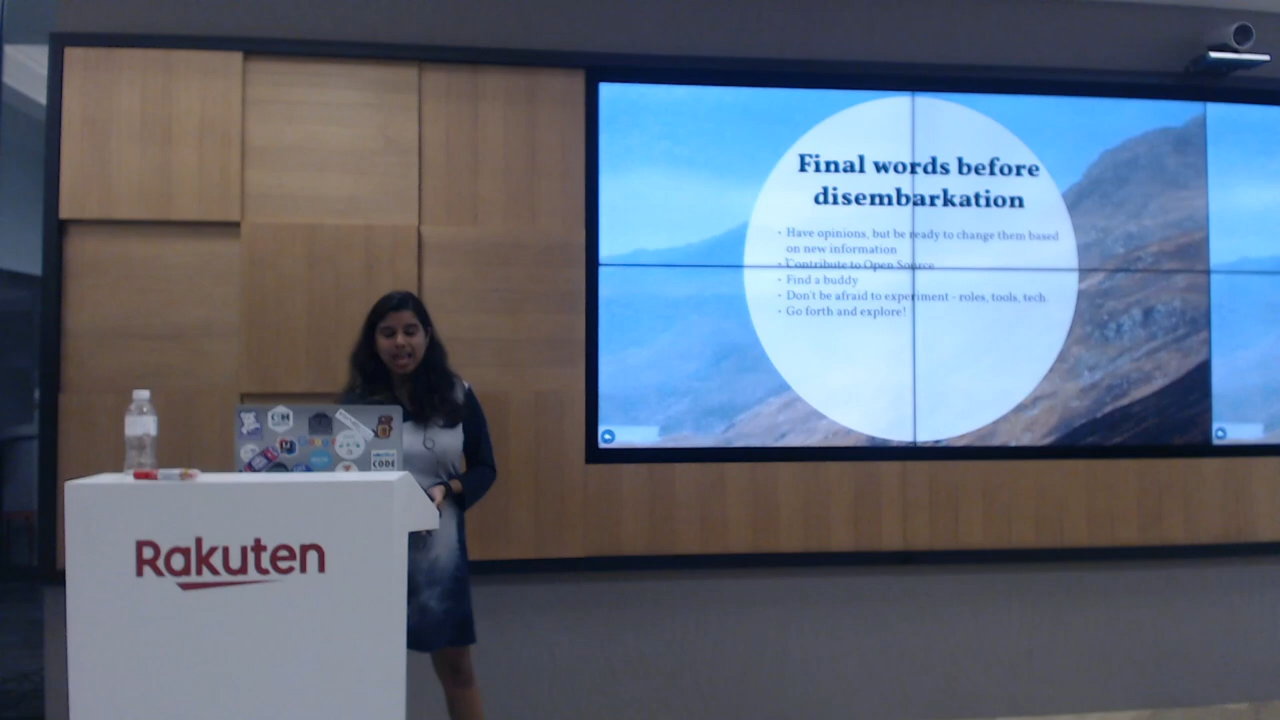 Final words before
disembarkation
• Have opinions, but be ready to change them based
on new information
• Contribute to Open Source
• Find a buddy
• Don't be afraid to experiment - roles, tools, tech
• Go forth and explore!
CODE
Rakuten